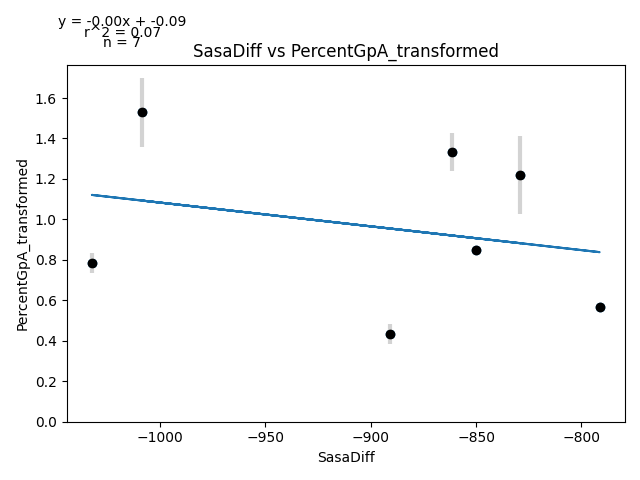 y = -0.00x + -0.09
r^2 = 0.07
n = 7
SasaDiff vs PercentGpA_transformed
PercentGpA_transformed
1.6
1.4
1.2
1.0
0.8
0.6
0.4
0.2
0.0
−1000 −950 −900 −850 −800
SasaDiff